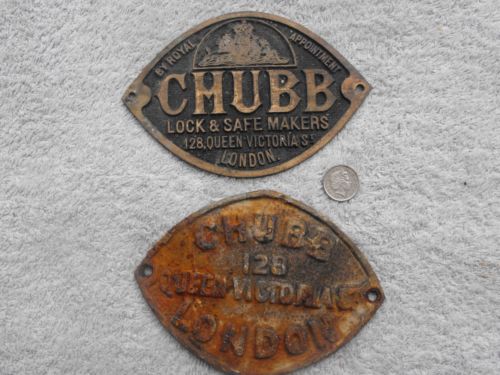 BY ROYAL APPOINTMENT
CHUBB
LOCK & SAFE MAKERS
128, QUEEN VICTORIA ST
LONDON.
CHUBB
128
QUEEN VICTORIA ST
LONDON